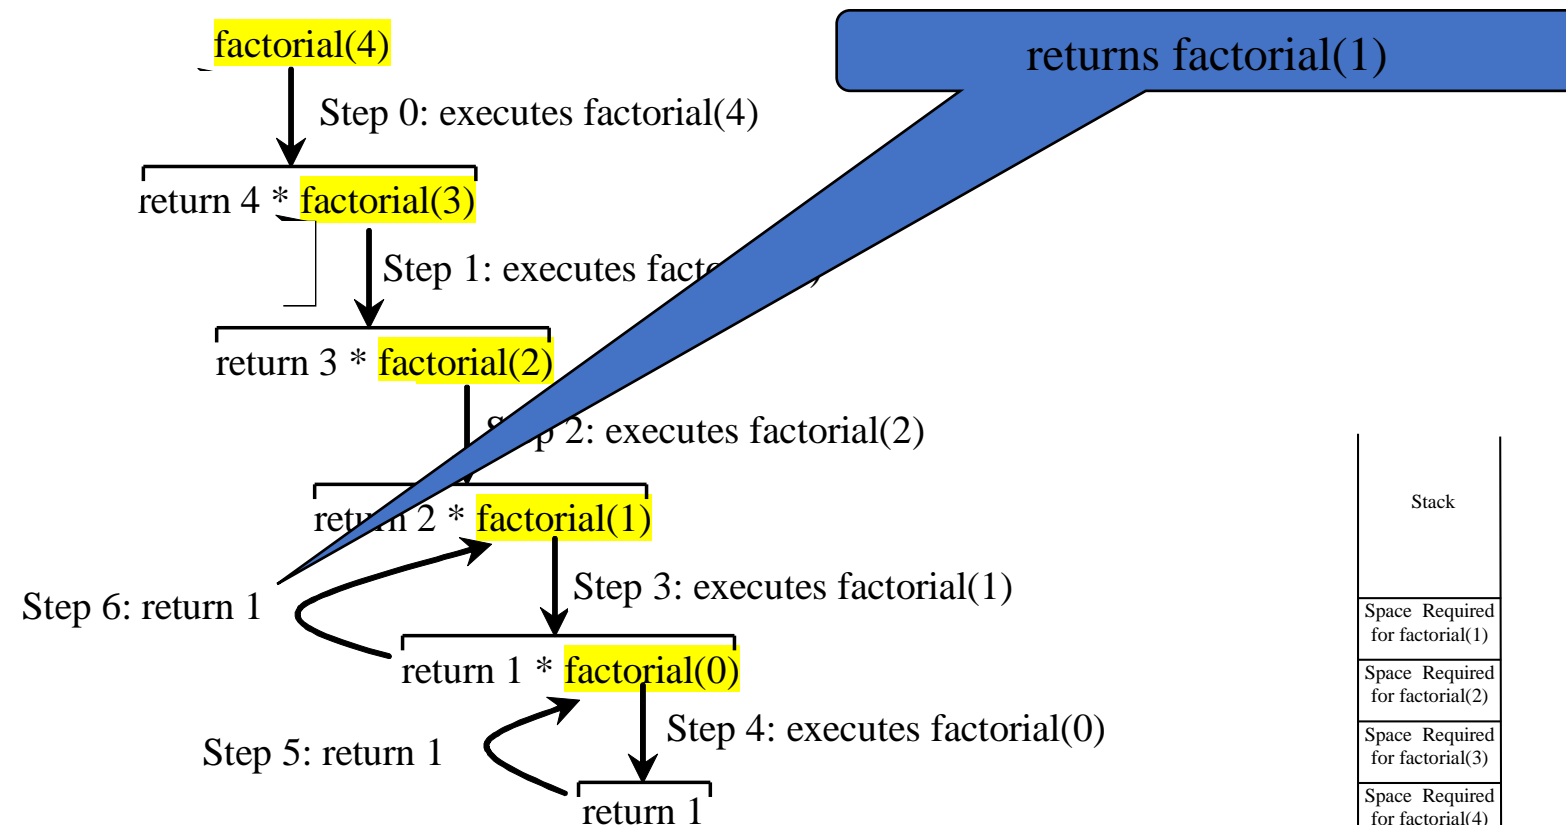 factorial(4)
returns factorial(1)
Step 0: executes factorial(4)
return 4 * factorial(3)
Step 1: executes
return 3 * factorial(2)
2: executes factorial(2)
Stack
return 2 * factorial(1)
Step 3: executes factorial(1)
Step 6: return 1
Space Required
for factorial(1)
return 1 * factorial(0)
Space Required
for factorial(2)
Step 4: executes factorial(0)
Step 5: return 1
Space Required
for factorial(3)
return 1
Space Required
for factorial(4)